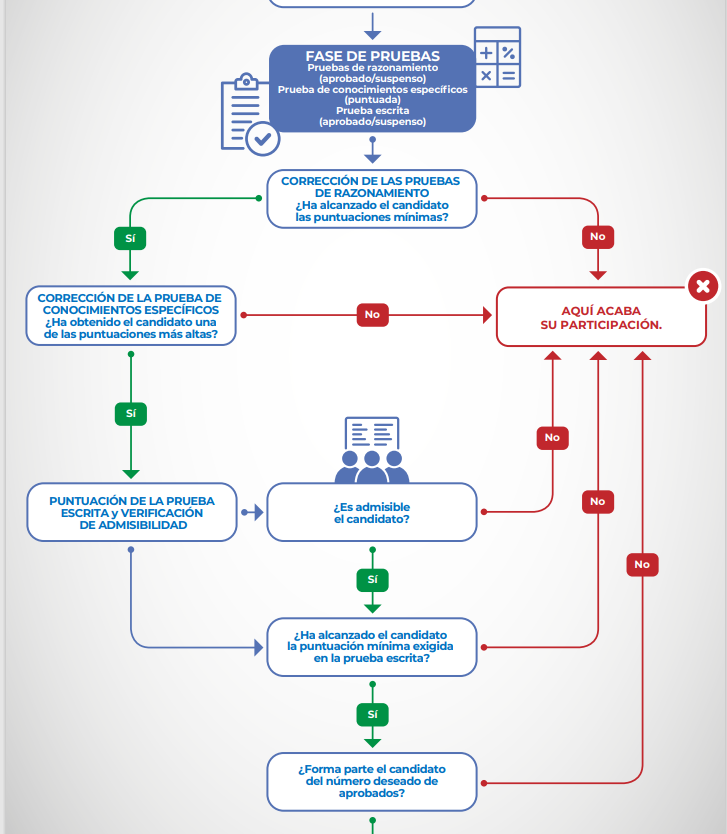 FASE DE PRUEBAS
Pruebas de razonamiento
(aprobado/suspenso)
Prueba de conocimientos específicos
(puntuada)
Prueba escrita
(aprobado/suspenso)
CORRECCIÓN DE LAS PRUEBAS
DE RAZONAMIENTO
¿Ha alcanzado el candidato
las puntuaciones mínimas?
Sí
No
CORRECCIÓN DE LA PRUEBA DE
CONOCIMIENTOS ESPECÍFICOS
¿Ha obtenido el candidato una
de las puntuaciones más altas?
No
AQUÍ ACABA
SU PARTICIPACIÓN.
Sí
No
PUNTUACIÓN DE LA PRUEBA
ESCRITA y VERIFICACIÓN
DE ADMISIBILIDAD
¿Es admisible
el candidato?
No
No
Sí
¿Ha alcanzado el candidato
la puntuación mínima exigida
en la prueba escrita?
Sí
¿Forma parte el candidato
del número deseado de
aprobados?